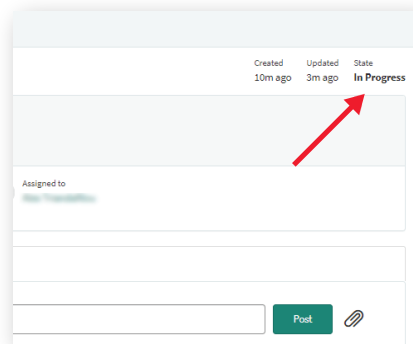 Created Updated State
10m ago 3m ago In Progress
Assigned to
Post